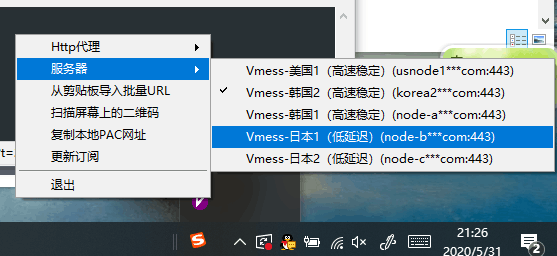 Http代理
服务器
从剪贴板导入批量URL
扫描屏幕上的二维码
复制本地PAC网址
更新订阅
退出
Vmess-美国1（高速稳定）(usnode1***com:443)
Vmess-韩国2（高速稳定）(korea2***com:443)
Vmess-韩国1（高速稳定）(node-a***com:443)
Vmess-日本1（低延迟）(node-b***com:443)
Vmess-日本2（低延迟）(node-c***com:443)
't=
21:26
2020/5/31
2